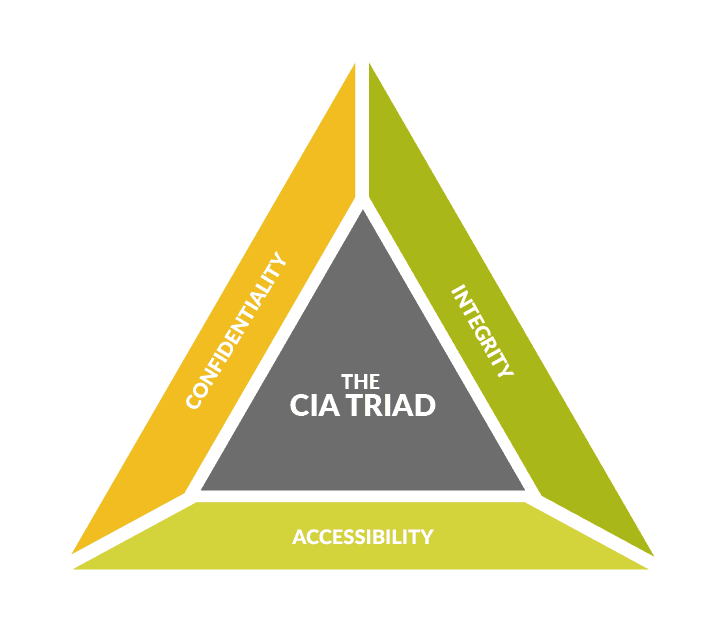 CONFIDENTIALITY
INTEGRITY
THE
CIA TRIAD
ACCESSIBILITY